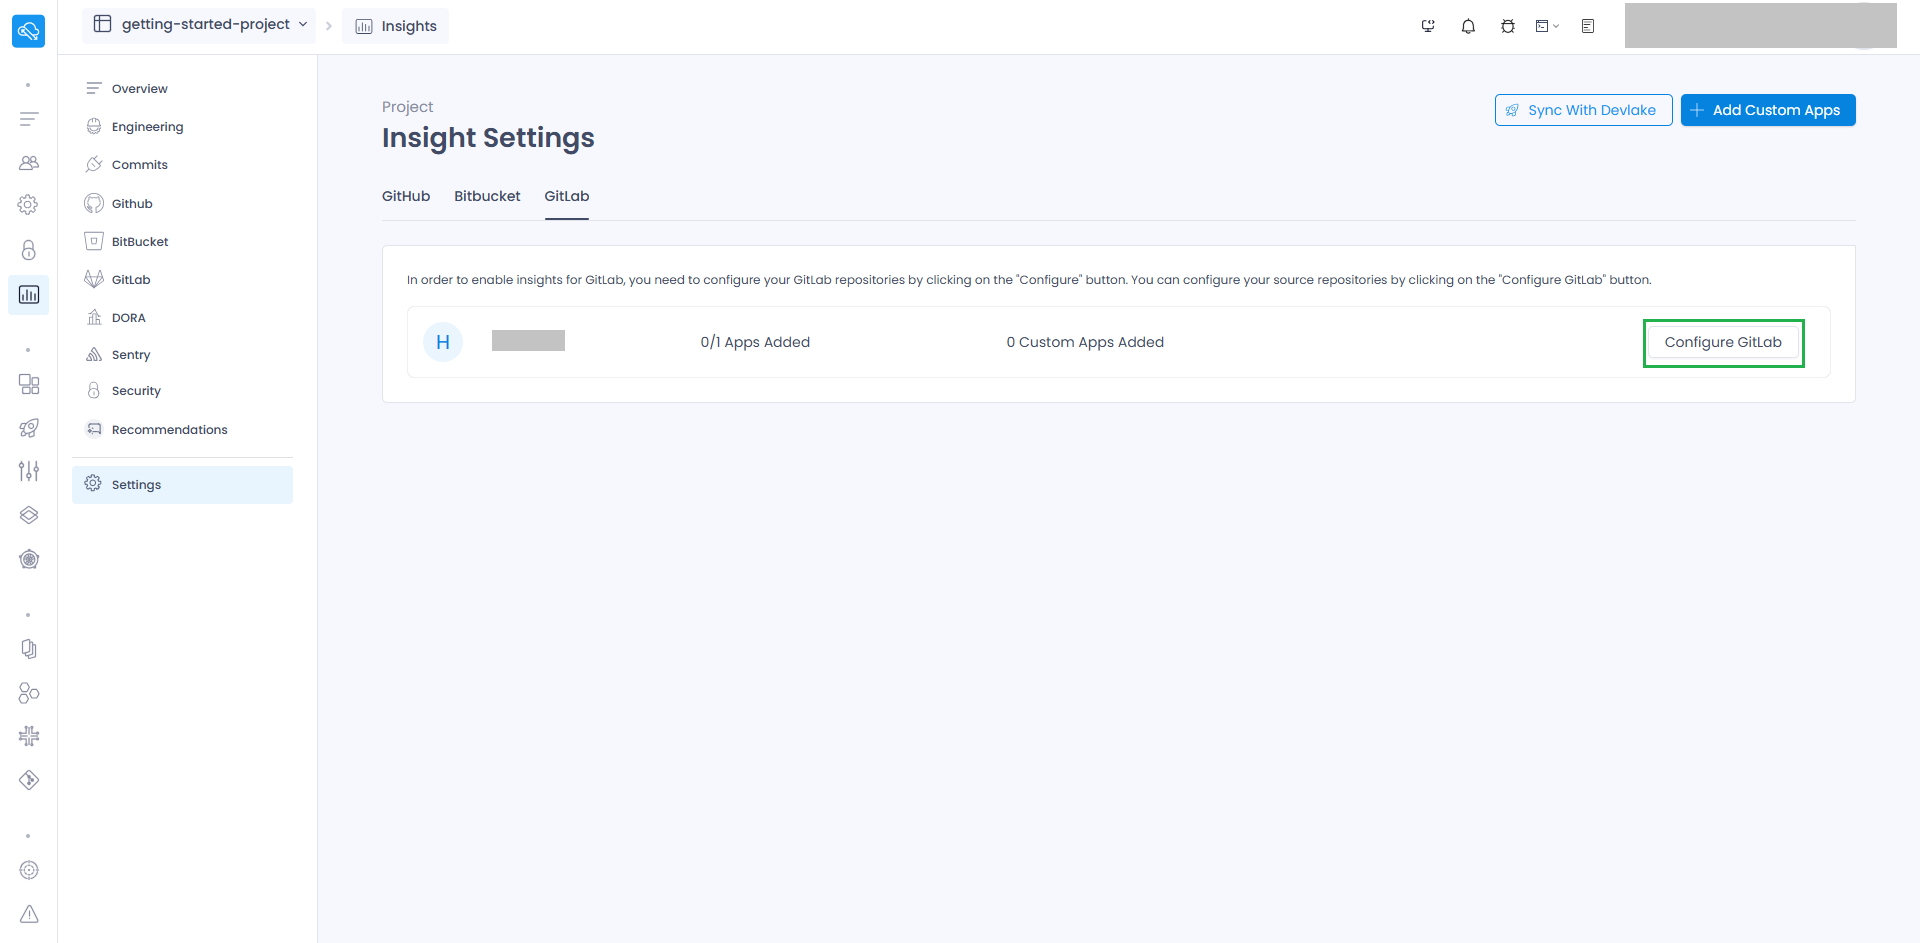 getting-started-project
Insights
Overview
Engineering
Commits
Github
BitBucket
GitLab
DORA
Sentry
Security
Recommendations
Settings
Project
Insight Settings
Sync With Devlake
Add Custom Apps
GitHub Bitbucket GitLab
In order to enable insights for GitLab, you need to configure your GitLab repositories by clicking on the "Configure" button. You can configure your source repositories by clicking on the "Configure GitLab" button.
H 0/1 Apps Added 0 Custom Apps Added Configure GitLab